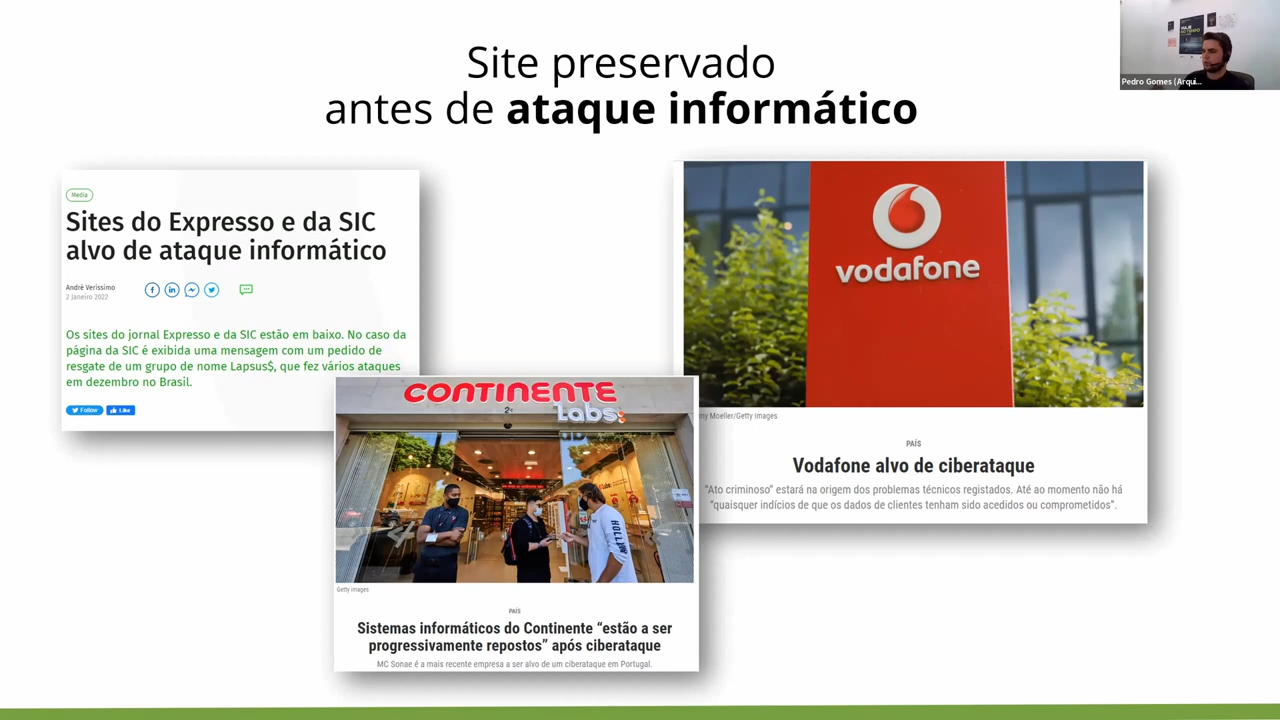 Site preservado
antes de ataque informático
Pedro Gomes (Arqui...
Media
Sites do Expresso e da SIC
alvo de ataque informático
André Veríssimo
2 Janeiro 2022
Os sites do jornal Expresso e da SIC estão em baixo. No caso da
página da SIC é exibida uma mensagem com um pedido de
resgate de um grupo de nome Lapsus$, que fez vários ataques
em dezembro no Brasil.
Follow
Like
CONTINENTE
Labs
HOLLI
Getty Images
PAÍS
Sistemas informáticos do Continente “estão a ser
progressivamente repostos” após ciberataque
MC Sonae é a mais recente empresa a ser alvo de um ciberataque em Portugal.
vodafone
my Moeller/Getty Images
PAÍS
Vodafone alvo de ciberataque
“Ato criminoso” estará na origem dos problemas técnicos registados. Até ao momento não há
“quaisquer indícios de que os dados de clientes tenham sido acedidos ou comprometidos”.